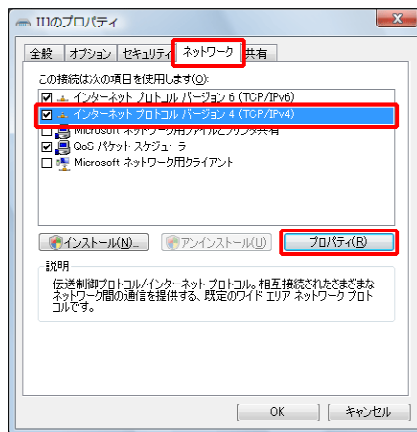 IIJのプロパティ
全般 オプション セキュリティ ネットワーク 共有
この接続は次の項目を使用します(O):
インターネット プロトコル バージョン 6 (TCP/IPv6)
インターネット プロトコル バージョン 4 (TCP/IPv4)
Microsoft ネットワーク用ファイルとプリンタ共有
QoS パケット スケジューラ
Microsoft ネットワーク用クライアント
インストール(N)... アンインストール(U) プロパティ(R)
説明
伝送制御プロトコル/インターネット プロトコル。相互接続されたさまざまな
ネットワーク間の通信を提供する、既定のワイド エリア ネットワーク プロト
コルです。
OK キャンセル